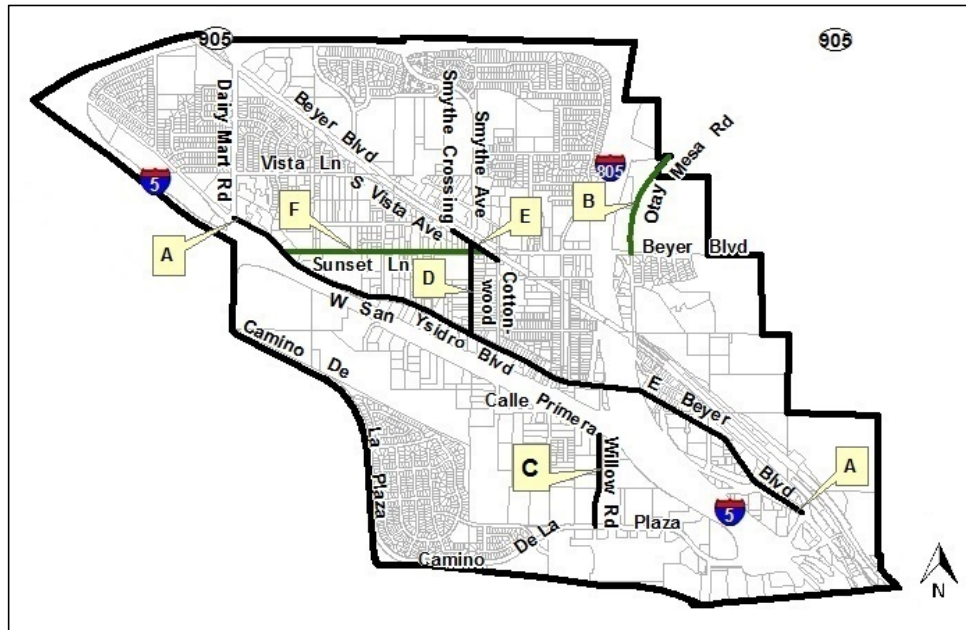 905
905
Dairy Mart Rd
Beyer Blvd
Smythe Crossing
Smythe Ave
Vista Ln
S Vista Ave
5
805
Otay Mesa Rd
B
E
F
A
Beyer Blvd
Sunset Ln
D
Cotton-
wood
W San Ysidro Blvd
Camino De
La Plaza
Calle Primera
E Beyer
Blvd
A
C
Willow Rd
5
De La
Plaza
Camino
N